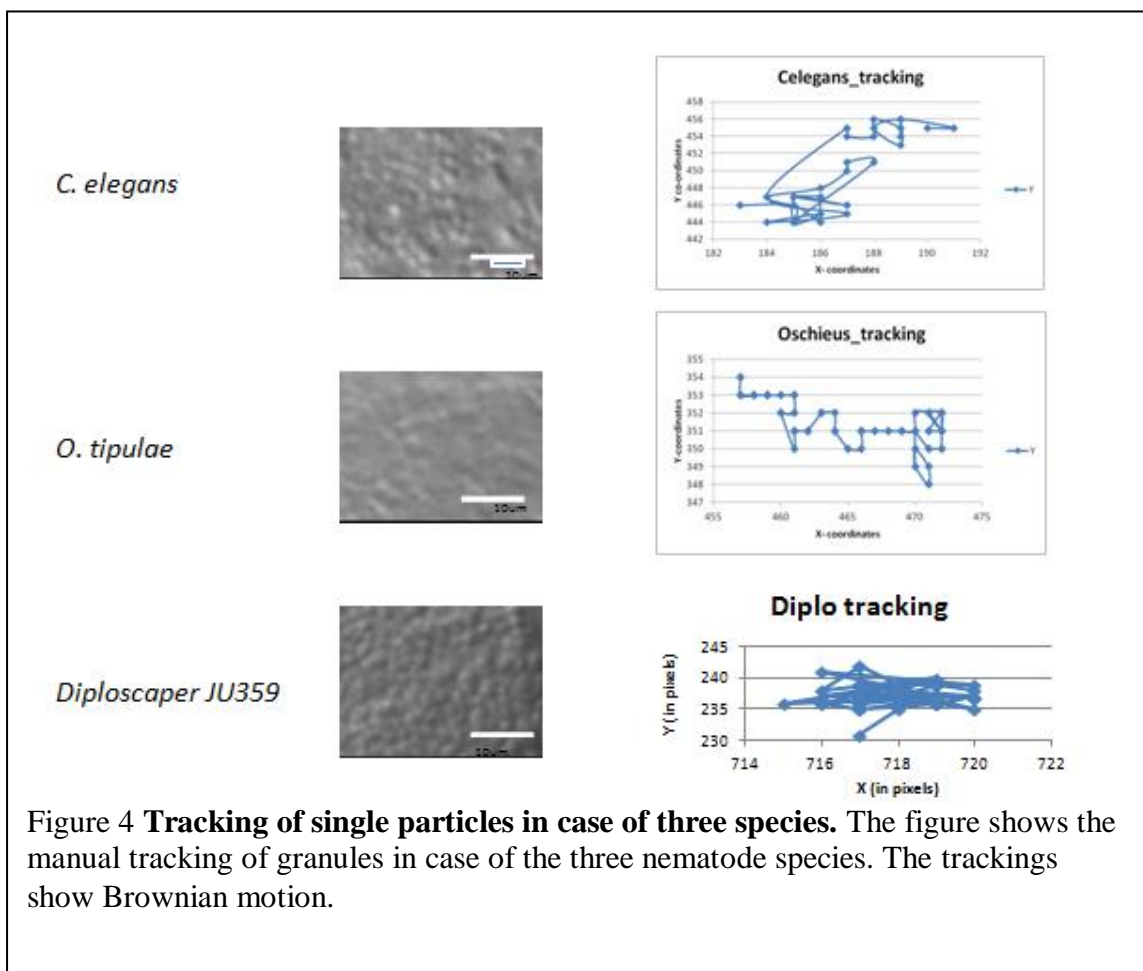 C. elegans
10um
Celegans_tracking
458
456
454
453
450
448
446
444
442
182 184 186 188 190 192
Y co-ordinates
X- coordinates
Y
O. tipulae
10um
Oschieus_tracking
355
354
353
352
351
350
349
348
347
455 460 465 470 475
Y-coordinates
X- coordinates
Y
Diploscaper JU359
10um
Diplo tracking
245
240
235
230
714 716 718 720 722
Y (in pixels)
X (in pixels)
Figure 4 Tracking of single particles in case of three species. The figure shows the
manual tracking of granules in case of the three nematode species. The trackings
show Brownian motion.